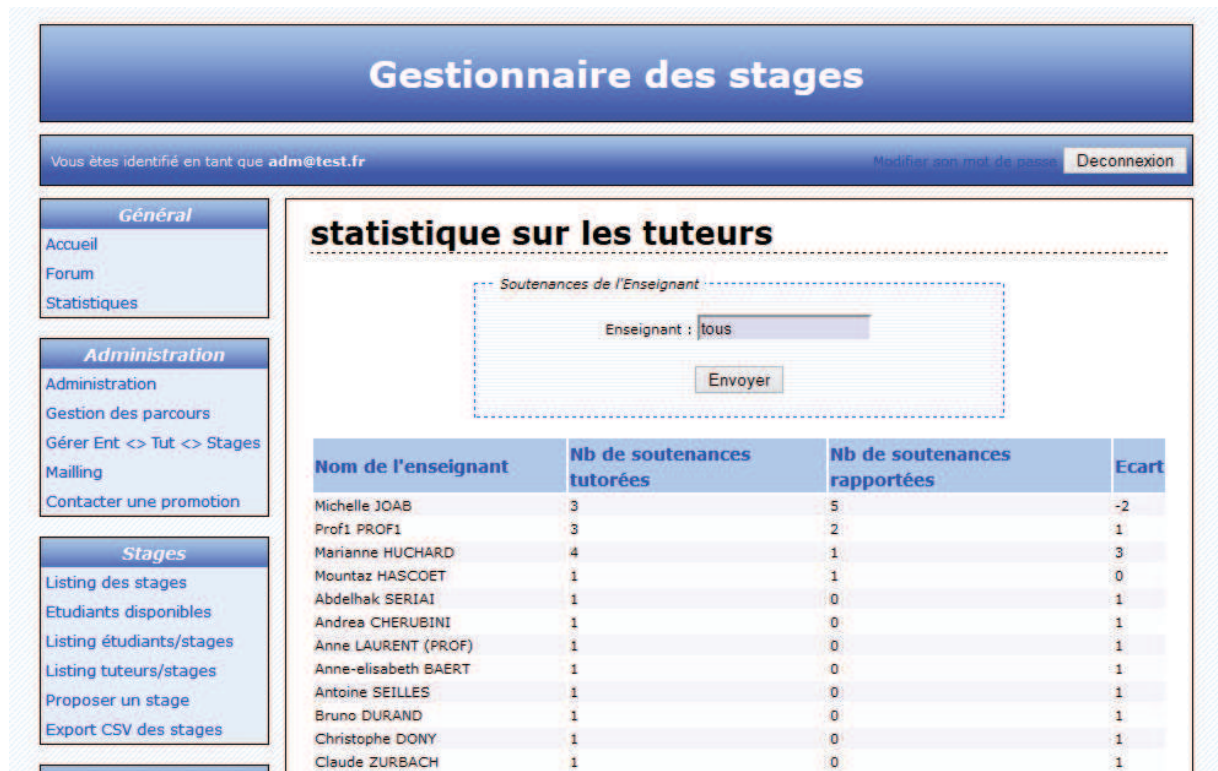 Gestionnaire des stages
Vous ètes identifié en tant que adm@test.fr
Modifier son mot de passe Deconnexion
Général
Accueil
Forum
Statistiques
Administration
Administration
Gestion des parcours
Gérer Ent <> Tut <> Stages
Mailling
Contacter une promotion
Stages
Listing des stages
Etudiants disponibles
Listing étudiants/stages
Listing tuteurs/stages
Proposer un stage
Export CSV des stages
statistique sur les tuteurs
Soutenances de l'Enseignant
Enseignant : tous
Envoyer
Nom de l'enseignant Nb de soutenances tutorées Nb de soutenances rapportées Ecart
Michelle JOAB 3 5 -2
Prof1 PROF1 3 2 1
Marianne HUCHARD 4 1 3
Mountaz HASCOET 1 1 0
Abdelhak SERIAI 1 0 1
Andrea CHERUBINI 1 0 1
Anne LAURENT (PROF) 1 0 1
Anne-elisabeth BAERT 1 0 1
Antoine SEILLES 1 0 1
Bruno DURAND 1 0 1
Christophe DONY 1 0 1
Claude ZURBACH 1 0 1